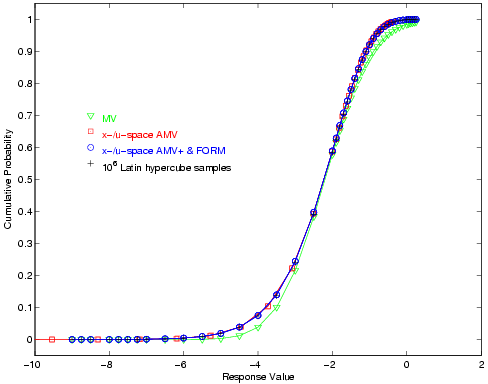 1
0.9
0.8
0.7
0.6
0.5
0.4
0.3
0.2
0.1
0
Cumulative Probability
MV
x−/u−space AMV
x−/u−space AMV+ & FORM
10^6 Latin hypercube samples
−10 −8 −6 −4 −2 0 2
Response Value